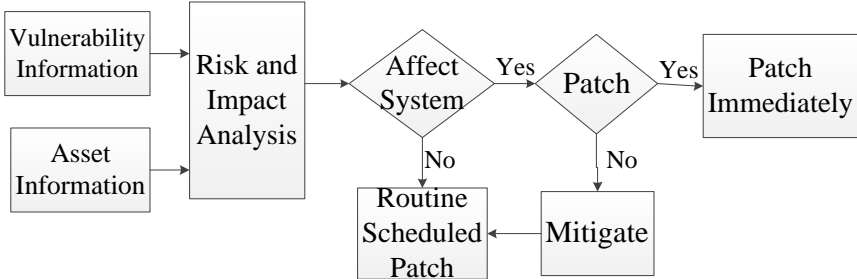 Vulnerability
Information
Asset
Information
Risk and
Impact
Analysis
Affect
System
Yes
No
Patch
Yes
No
Patch
Immediately
Routine
Scheduled
Patch
Mitigate